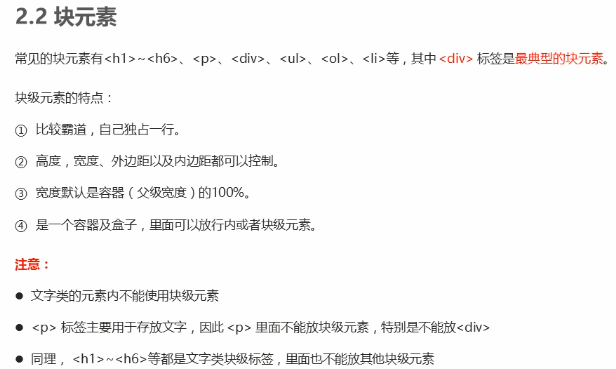 2.2 块元素
常见的块元素有<h1>~<h6>、<p>、<div>、<ul>、<ol>、<li>等，其中 <div> 标签是最典型的块元素。
块级元素的特点：
① 比较霸道，自己独占一行。
② 高度，宽度、外边距以及内边距都可以控制。
③ 宽度默认是容器（父级宽度）的100%。
④ 是一个容器及盒子，里面可以放行内或者块级元素。
注意：
● 文字类的元素内不能使用块级元素
● <p> 标签主要用于存放文字，因此 <p> 里面不能放块级元素，特别是不能放<div>
● 同理， <h1>~<h6>等都是文字类块级标签，里面也不能放其他块级元素